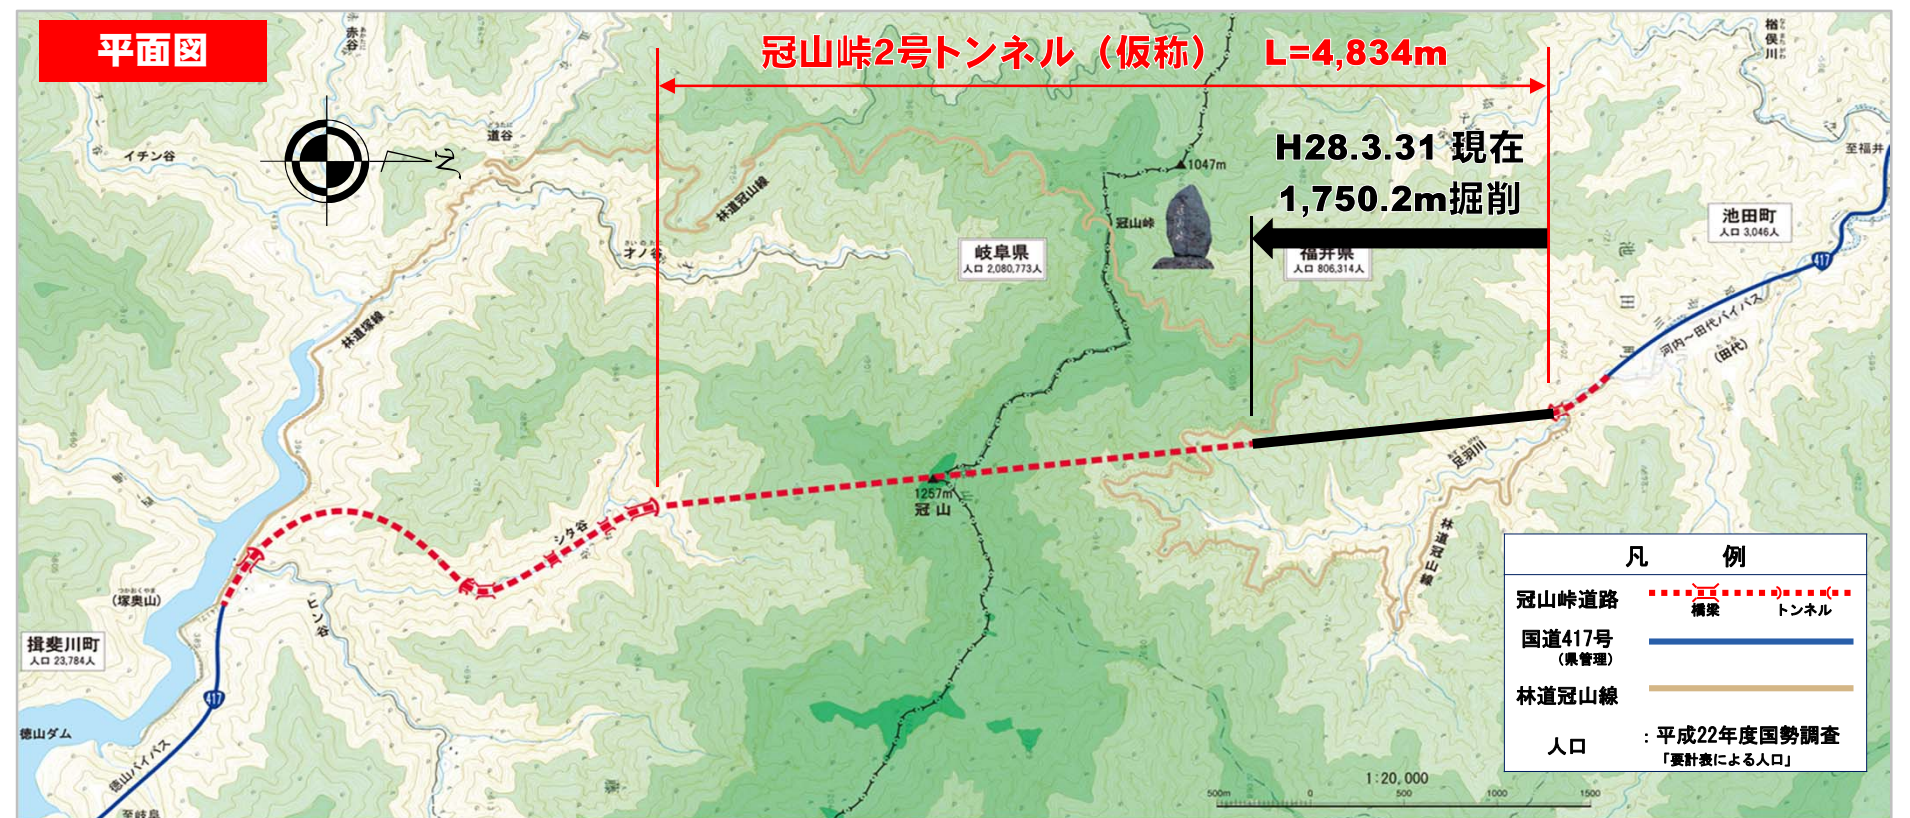 平面図
冠山峠2号トンネル（仮称）　L=4,834m
H28.3.31 現在
1,750.2m掘削
赤谷
道谷
イチン谷
楢俣川
至福井
1047m
林道冠山線
冠山峠
池田町
人口 3,046人
才ノ谷
岐阜県
人口 2,080,773人
福井県
人口 806,314人
417
池田町
河内～田代バイパス
(田代)
林道塚線
足羽川
1257m
冠山
シタ谷
林道冠山線
(塚奥山)
ヒン谷
揖斐川町
人口 23,784人
417
徳山ダム
徳山バイパス
至岐阜
凡例
冠山峠道路
橋梁
トンネル
国道417号
（県管理）
林道冠山線
人口
：平成22年度国勢調査
「要計表による人口」
1:20,000
500m 0 500 1000 1500